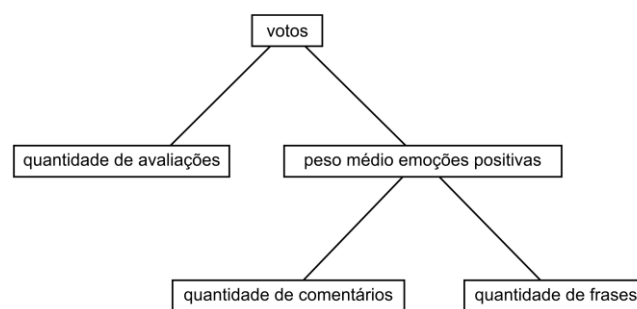 votos
quantidade de avaliações
peso médio emoções positivas
quantidade de comentários
quantidade de frases